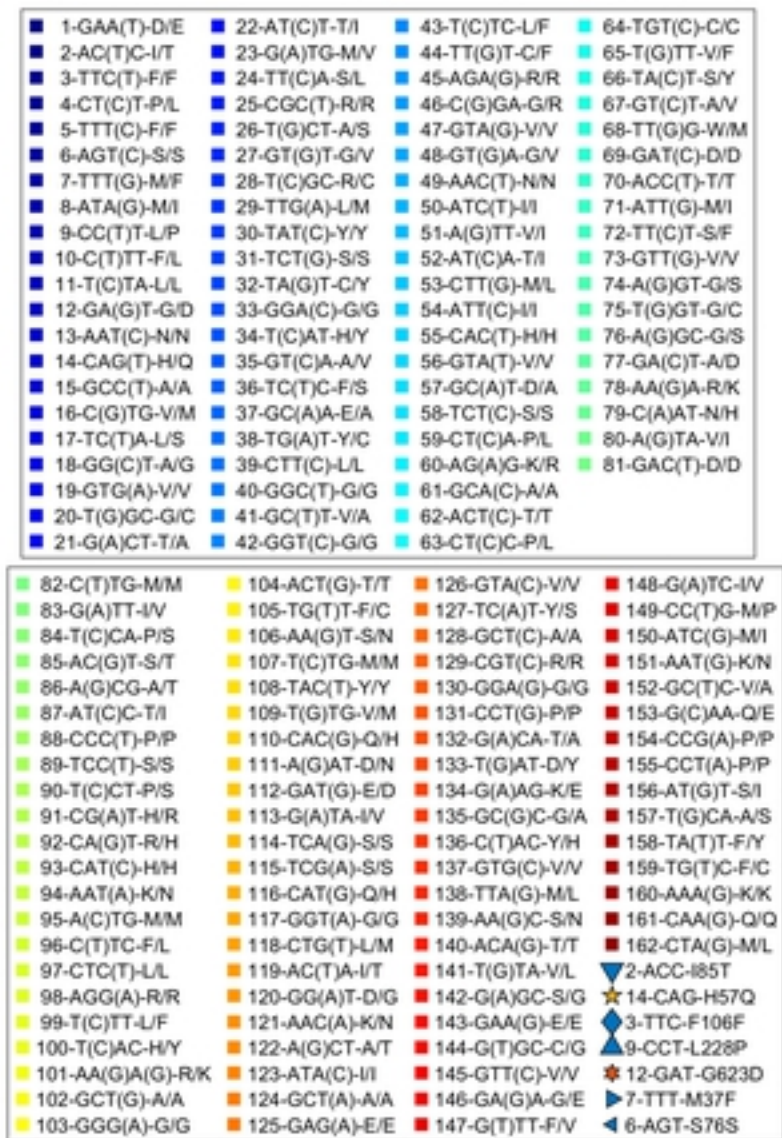 1-GAA(T)-D/E
2-AC(T)C-I/T
3-TTC(T)-F/F
4-CT(C)T-P/L
5-TTT(C)-F/F
6-AGT(C)-S/S
7-TTT(G)-M/F
8-ATA(G)-M/I
9-CC(T)T-L/P
10-C(T)TT-F/L
11-T(C)TA-L/L
12-GA(G)T-G/D
13-AAT(C)-N/N
14-CAG(T)-H/Q
15-GCC(T)-A/A
16-C(G)TG-V/M
17-TC(T)A-L/S
18-GG(C)T-A/G
19-GTG(A)-V/V
20-T(G)GC-G/C
21-G(A)CT-T/A
22-AT(C)T-T/I
23-G(A)TG-M/V
24-TT(C)A-S/L
25-CGC(T)-R/R
26-T(G)CT-A/S
27-GT(G)T-G/V
28-T(C)GC-R/C
29-TTG(A)-L/M
30-TAT(C)-Y/Y
31-TCT(G)-S/S
32-TA(G)T-C/Y
33-GGA(C)-G/G
34-T(C)AT-H/Y
35-GT(C)A-A/V
36-TC(T)C-F/S
37-GC(A)A-E/A
38-TG(A)T-Y/C
39-CTT(C)-L/L
40-GGC(T)-G/G
41-GC(T)T-V/A
42-GGT(C)-G/G
43-T(C)TC-L/F
44-TT(G)T-C/F
45-AGA(G)-R/R
46-C(G)GA-G/R
47-GTA(G)-V/V
48-GT(G)A-G/V
49-AAC(T)-N/N
50-ATC(T)-I/I
51-A(G)TT-V/I
52-AT(C)A-T/I
53-CTT(G)-M/L
54-ATT(C)-I/I
55-CAC(T)-H/H
56-GTA(T)-V/V
57-GC(A)T-D/A
58-TCT(C)-S/S
59-CT(C)A-P/L
60-AG(A)G-K/R
61-GCA(C)-A/A
62-ACT(C)-T/T
63-CT(C)C-P/L
64-TGT(C)-C/C
65-T(G)TT-V/F
66-TA(C)T-S/Y
67-GT(C)T-A/V
68-TT(G)G-W/M
69-GAT(C)-D/D
70-ACC(T)-T/T
71-ATT(G)-M/I
72-TT(C)T-S/F
73-GTT(G)-V/V
74-A(G)GT-G/S
75-T(G)GT-G/C
76-A(G)GC-G/S
77-GA(C)T-A/D
78-AA(G)A-R/K
79-C(A)AT-N/H
80-A(G)TA-V/I
81-GAC(T)-D/D
82-C(T)TG-M/M
83-G(A)TT-I/V
84-T(C)CA-P/S
85-AC(G)T-S/T
86-A(G)CG-A/T
87-AT(C)C-T/I
88-CCC(T)-P/P
89-TCC(T)-S/S
90-T(C)CT-P/S
91-CG(A)T-H/R
92-CA(G)T-R/H
93-CAT(C)-H/H
94-AAT(A)-K/N
95-A(C)TG-M/M
96-C(T)TC-F/L
97-CTC(T)-L/L
98-AGG(A)-R/R
99-T(C)TT-L/F
100-T(C)AC-H/Y
101-AA(G)A(G)-R/K
102-GCT(G)-A/A
103-GGG(A)-G/G
104-ACT(G)-T/T
105-TG(T)T-F/C
106-AA(G)T-S/N
107-T(C)TG-M/M
108-TAC(T)-Y/Y
109-T(G)TG-V/M
110-CAC(G)-Q/H
111-A(G)AT-D/N
112-GAT(G)-E/D
113-G(A)TA-I/V
114-TCA(G)-S/S
115-TCG(A)-S/S
116-CAT(G)-Q/H
117-GGT(A)-G/G
118-CTG(T)-L/M
119-AC(T)A-I/T
120-GG(A)T-D/G
121-AAC(A)-K/N
122-A(G)CT-A/T
123-ATA(C)-I/I
124-GCT(A)-A/A
125-GAG(A)-E/E
126-GTA(C)-V/V
127-TC(A)T-Y/S
128-GCT(C)-A/A
129-CGT(C)-R/R
130-GGA(G)-G/G
131-CCT(G)-P/P
132-G(A)CA-T/A
133-T(G)AT-D/Y
134-G(A)AG-K/E
135-GC(G)C-G/A
136-C(T)AC-Y/H
137-GTG(C)-V/V
138-TTA(G)-M/L
139-AA(G)C-S/N
140-ACA(G)-T/T
141-T(G)TA-V/L
142-G(A)GC-S/G
143-GAA(G)-E/E
144-G(T)GC-C/G
145-GTT(C)-V/V
146-GA(G)A-G/E
147-G(T)TT-F/V
148-G(A)TC-I/V
149-CC(T)G-M/P
150-ATC(G)-M/I
151-AAT(G)-K/N
152-GC(T)C-V/A
153-G(C)AA-Q/E
154-CCG(A)-P/P
155-CCT(A)-P/P
156-AT(G)T-S/I
157-T(G)CA-A/S
158-TA(T)T-F/Y
159-TG(T)C-F/C
160-AAA(G)-K/K
161-CAA(G)-Q/Q
162-CTA(G)-M/L
2-ACC-I85T
14-CAG-H57Q
3-TTC-F106F
9-CCT-L228P
12-GAT-G623D
7-TTT-M37F
6-AGT-S76S